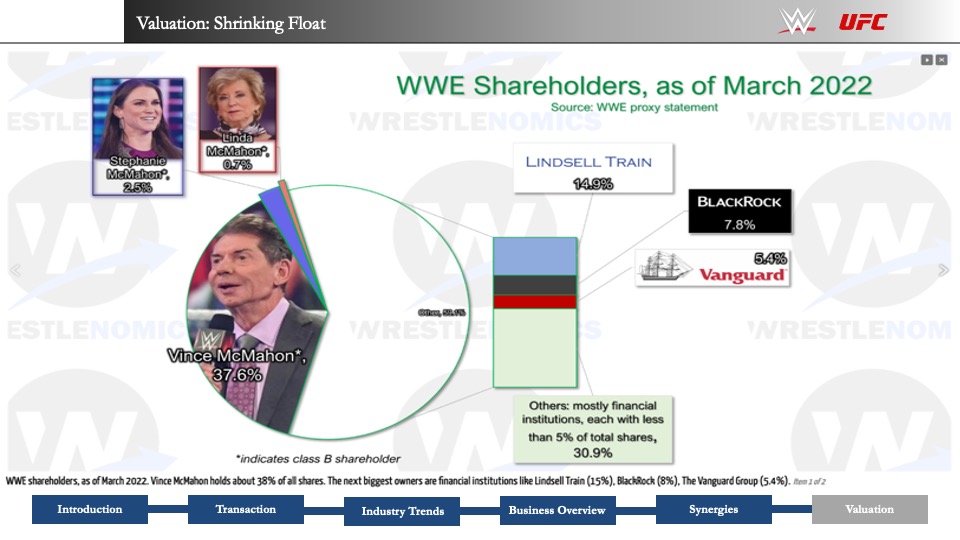 Valuation: Shrinking Float
W
UFC
WWE Shareholders, as of March 2022
Source: WWE proxy statement
Stephanie
McMahon*,
2.5%
Linda
McMahon*,
0.7%
ESTLENOMICS
WRESTLENOMICS
WRESTLENOM
LINDSELL TRAIN
14.9%
BLACKROCK
7.8%
5.4%
Vanguard
Vince McMahon*,
37.6%
ESTLENOMICS
WRESTLENOMICS
WRESTLENOM
Others: mostly financial
institutions, each with less
than 5% of total shares,
30.9%
*indicates class B shareholder
WWE shareholders, as of March 2022. Vince McMahon holds about 38% of all shares. The next biggest owners are financial institutions like Lindsell Train (15%), BlackRock (8%), The Vanguard Group (5.4%). Item 1 of 2
Introduction
Transaction
Industry Trends
Business Overview
Synergies
Valuation